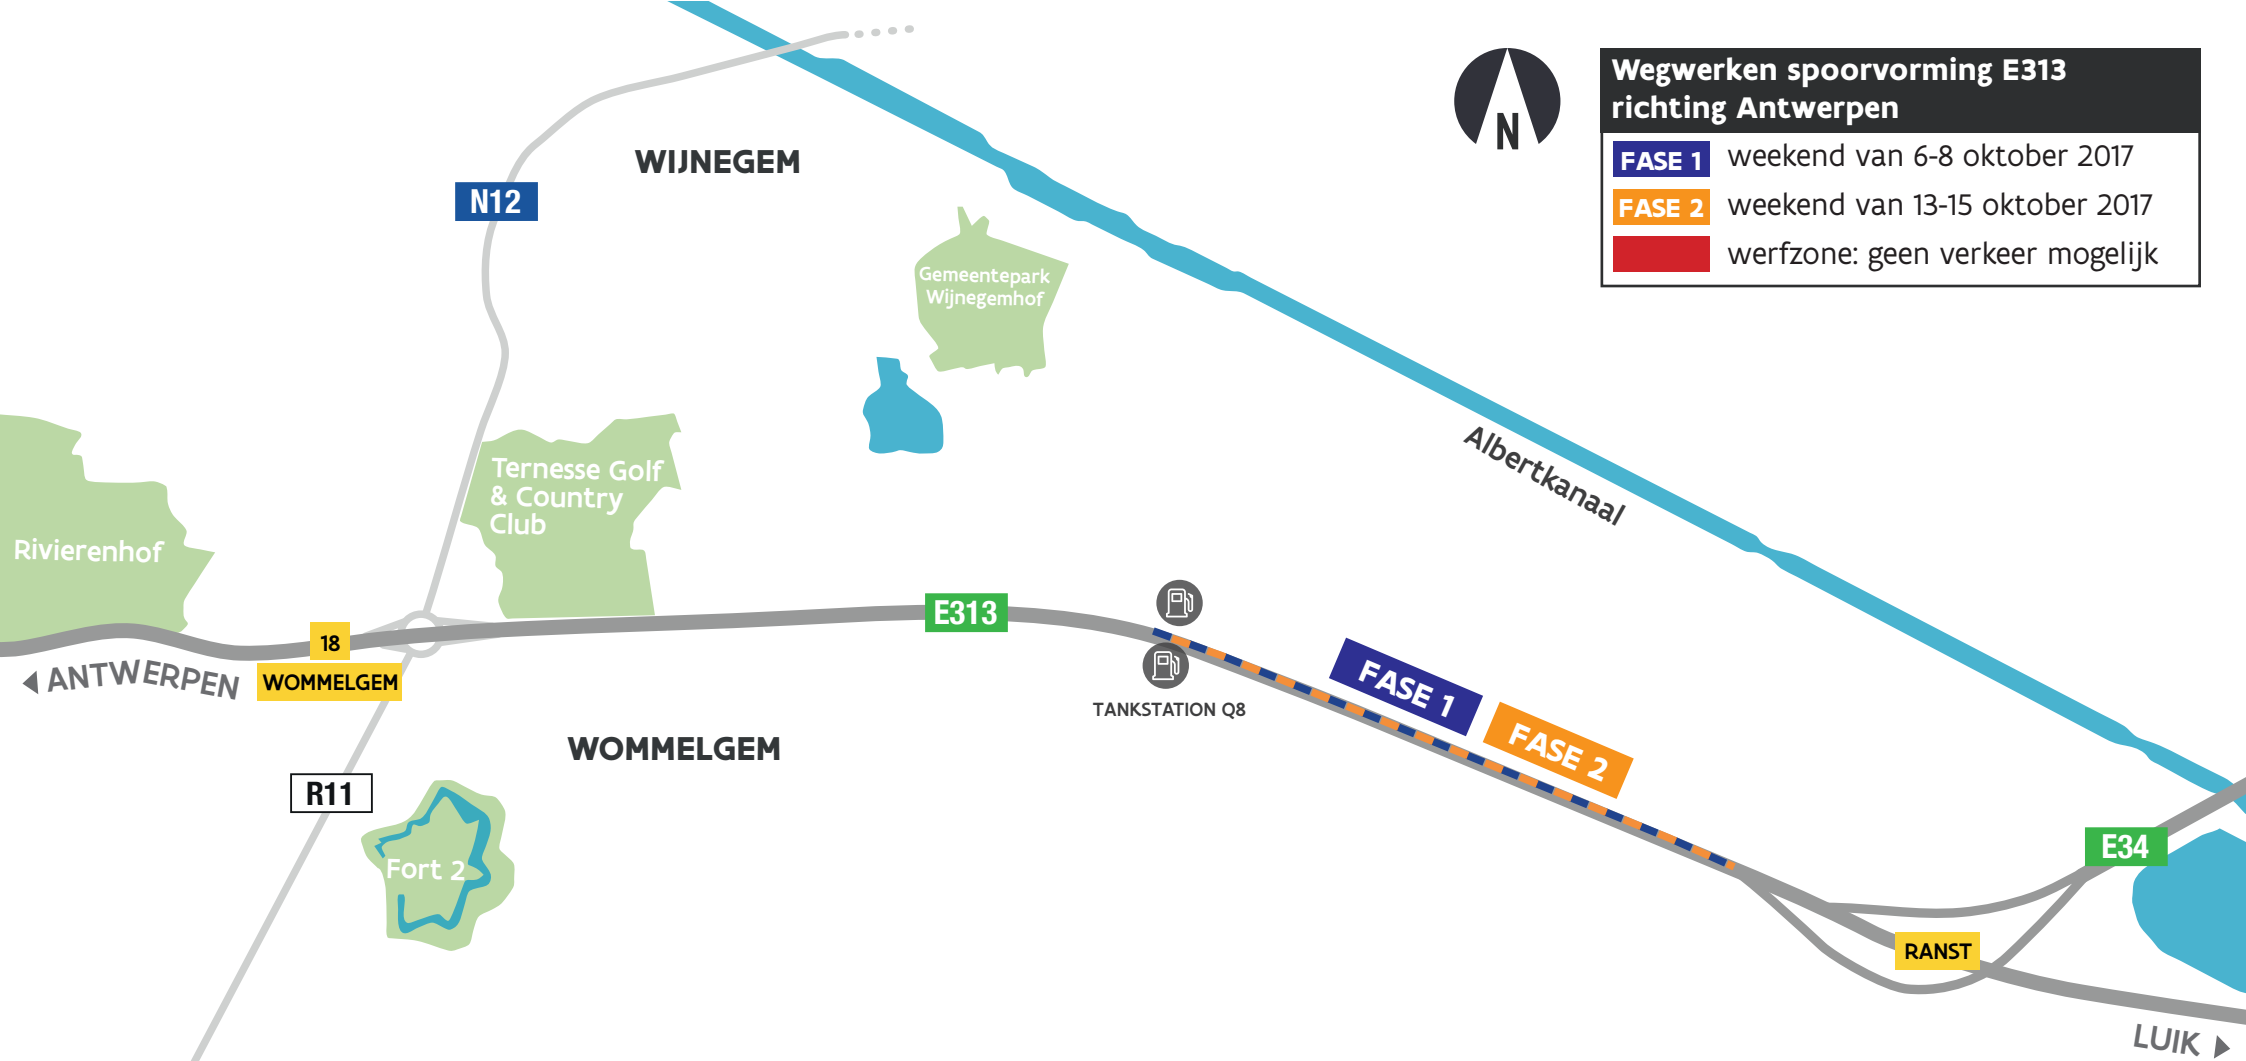 Wegwerken spoorvorming E313
richting Antwerpen
FASE 1 weekend van 6-8 oktober 2017
FASE 2 weekend van 13-15 oktober 2017
werfzone: geen verkeer mogelijk
N
WIJNEGEM
N12
Gemeentepark
Wijnegemhof
Albertkanaal
Ternesse Golf
& Country
Club
Rivierenhof
E313
18
WOMMELGEM
ANTWERPEN
TANKSTATION Q8
FASE 1
FASE 2
WOMMELGEM
R11
Fort 2
E34
RANST
LUIK